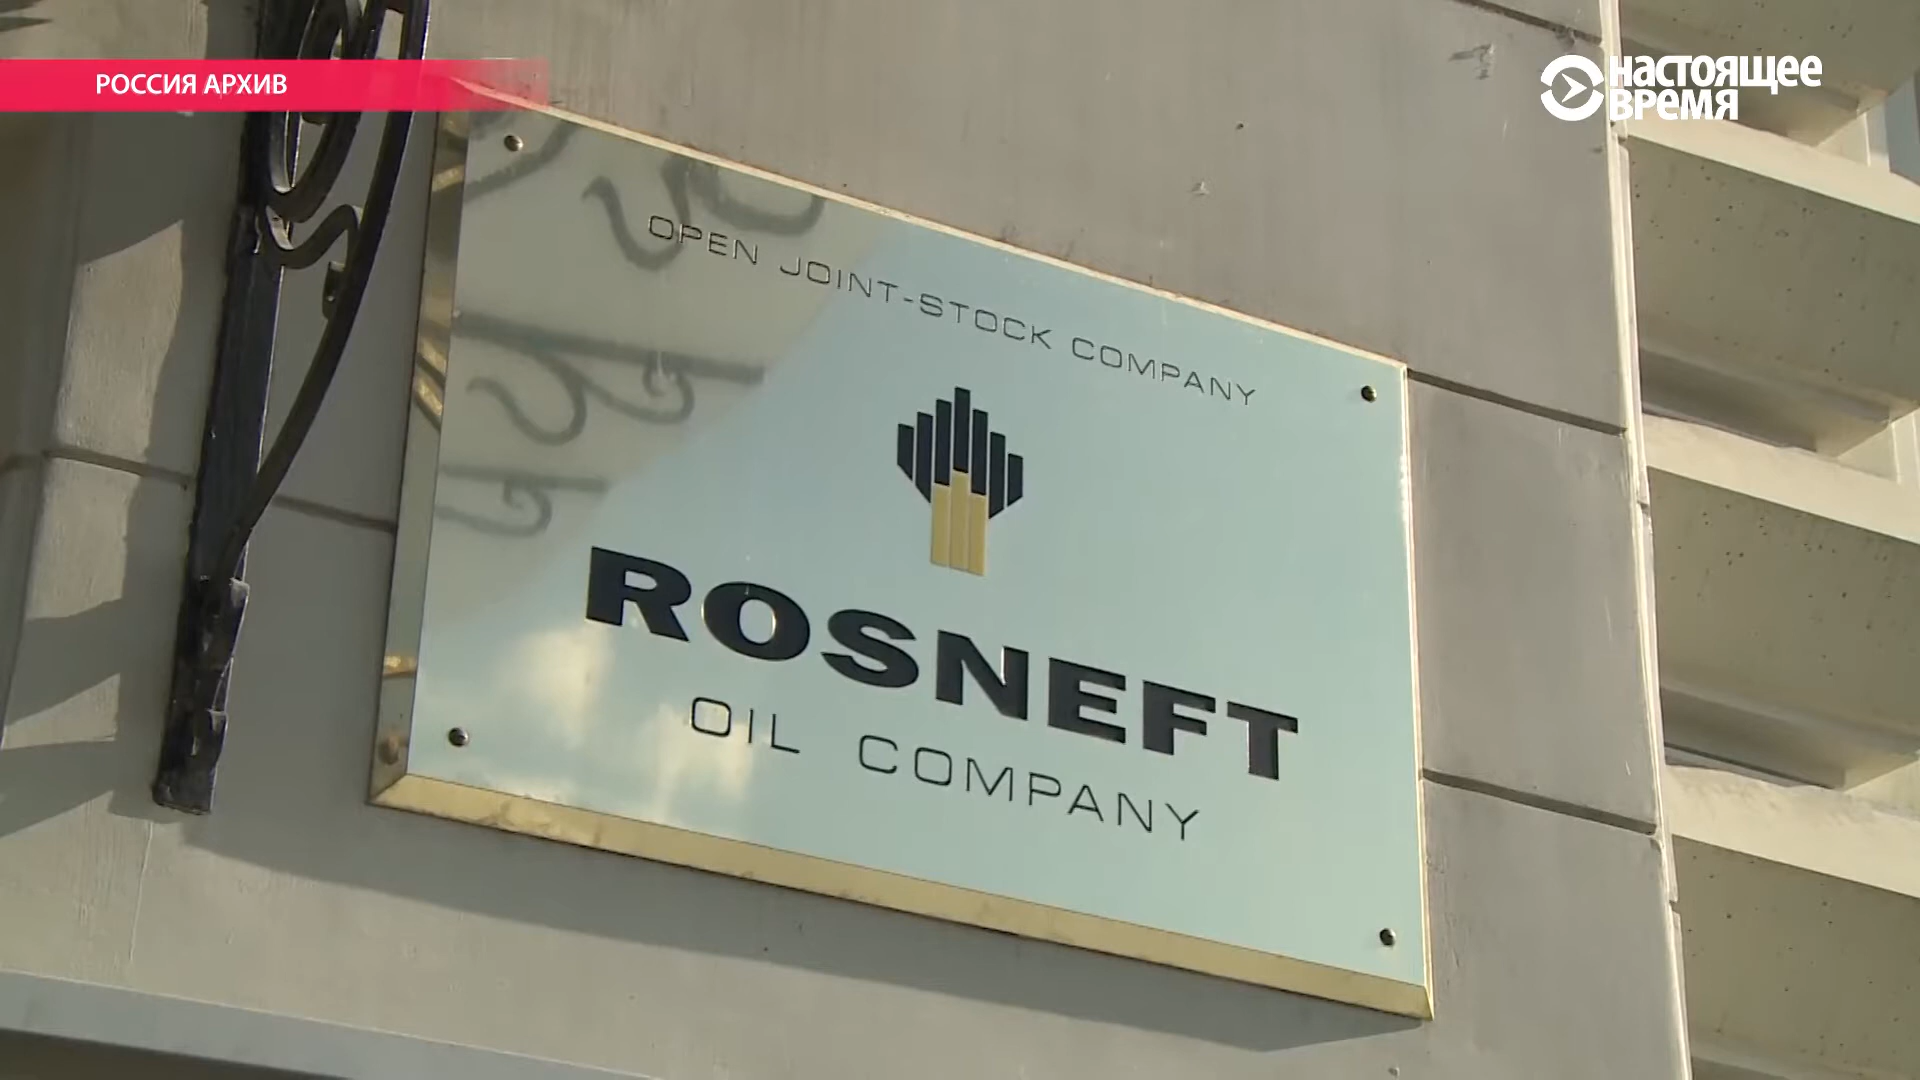 РОССИЯ АРХИВ
НАСТОЯЩЕЕ
ВРЕМЯ
OPEN JOINT-STOCK COMPANY
ROSNEFT
OIL COMPANY